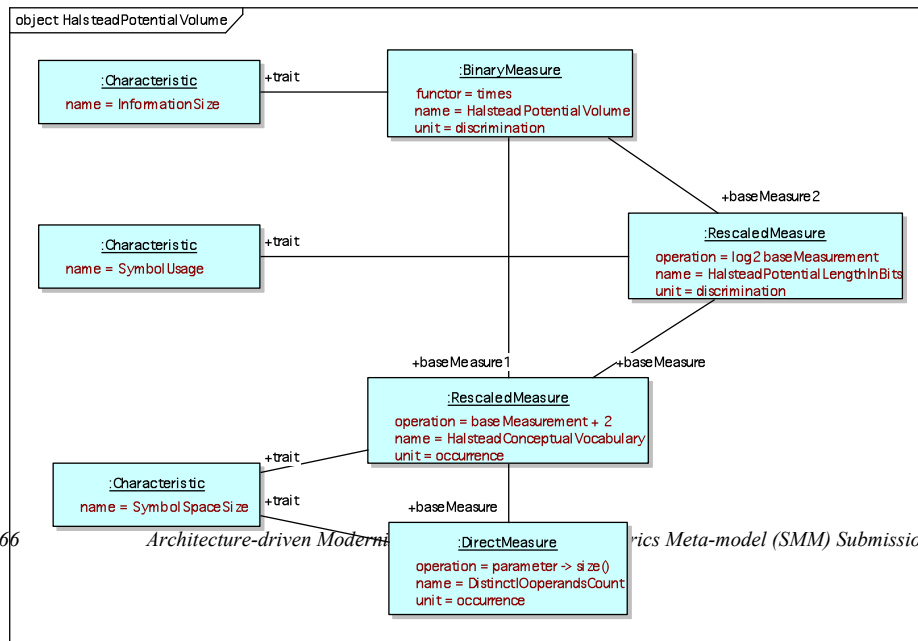 object HalsteadPotentialVolume
:Characteristic
name = InformationSize
+trait
:BinaryMeasure
functor = times
name = HalsteadPotentialVolume
unit = discrimination
+baseMeasure2
:Characteristic
name = SymbolUsage
+trait
:RescaledMeasure
operation = log2 baseMeasurement
name = HalsteadPotentialLengthInBits
unit = discrimination
+baseMeasure1
+baseMeasure
:RescaledMeasure
operation = baseMeasurement + 2
name = HalsteadConceptualVocabulary
unit = occurrence
+trait
:Characteristic
name = SymbolSpaceSize
+trait
+baseMeasure
:DirectMeasure
operation = parameter -> size()
name = DistinctIOoperandsCount
unit = occurrence
66 Architecture-driven Moderni rics Meta-model (SMM) Submissio